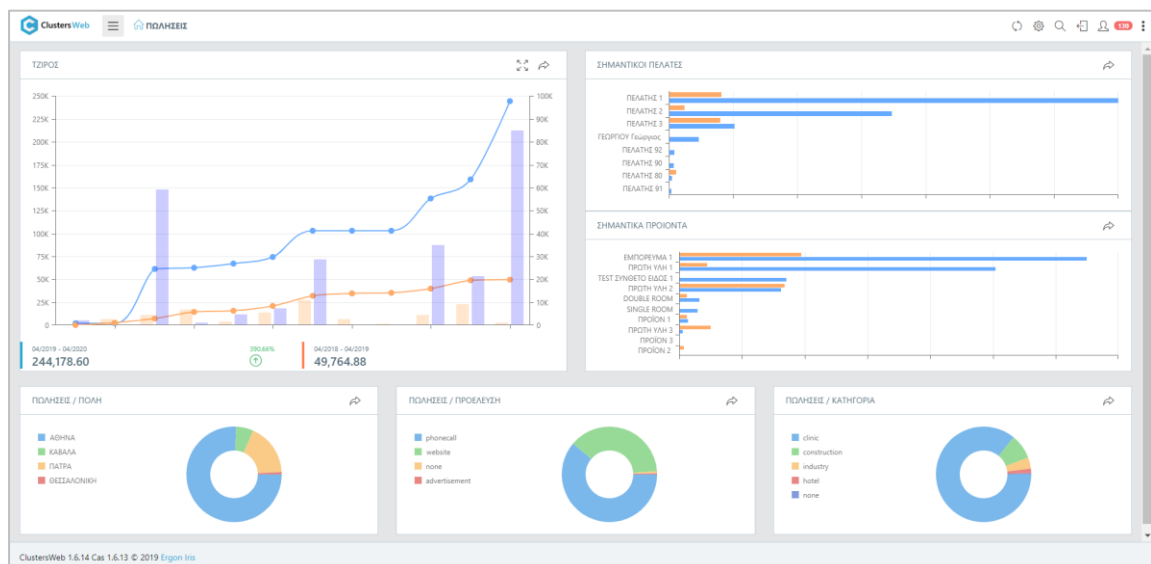 ClustersWeb ΠΩΛΗΣΕΙΣ 130
ΤΖΙΡΟΣ
250K 100K
225K 90K
200K 80K
175K 70K
150K 60K
125K 50K
100K 40K
75K 30K
50K 20K
25K 10K
0 0
04/2019 - 04/2020 390.66% 04/2018 - 04/2019
244,178.60 49,764.88
ΣΗΜΑΝΤΙΚΟΙ ΠΕΛΑΤΕΣ
ΠΕΛΑΤΗΣ 1
ΠΕΛΑΤΗΣ 2
ΠΕΛΑΤΗΣ 3
ΓΕΩΡΓΙΟΥ Γεώργιος
ΠΕΛΑΤΗΣ 92
ΠΕΛΑΤΗΣ 90
ΠΕΛΑΤΗΣ 80
ΠΕΛΑΤΗΣ 91
ΣΗΜΑΝΤΙΚΑ ΠΡΟΙΟΝΤΑ
ΕΜΠΟΡΕΥΜΑ 1
ΠΡΩΤΗ ΥΛΗ 1
TEST ΣΥΝΘΕΤΟ ΕΙΔΟΣ 1
ΠΡΩΤΗ ΥΛΗ 2
DOUBLE ROOM
SINGLE ROOM
ΠΡΟΪΟΝ 1
ΠΡΩΤΗ ΥΛΗ 3
ΠΡΟΪΟΝ 3
ΠΡΟΪΟΝ 2
ΠΩΛΗΣΕΙΣ / ΠΟΛΗ
ΑΘΗΝΑ
ΚΑΒΑΛΑ
ΠΑΤΡΑ
ΘΕΣΣΑΛΟΝΙΚΗ
ΠΩΛΗΣΕΙΣ / ΠΡΟΕΛΕΥΣΗ
phonecall
website
none
advertisement
ΠΩΛΗΣΕΙΣ / ΚΑΤΗΓΟΡΙΑ
clinic
construction
industry
hotel
none
ClustersWeb 1.6.14 Cas 1.6.13 © 2019 Ergon Iris